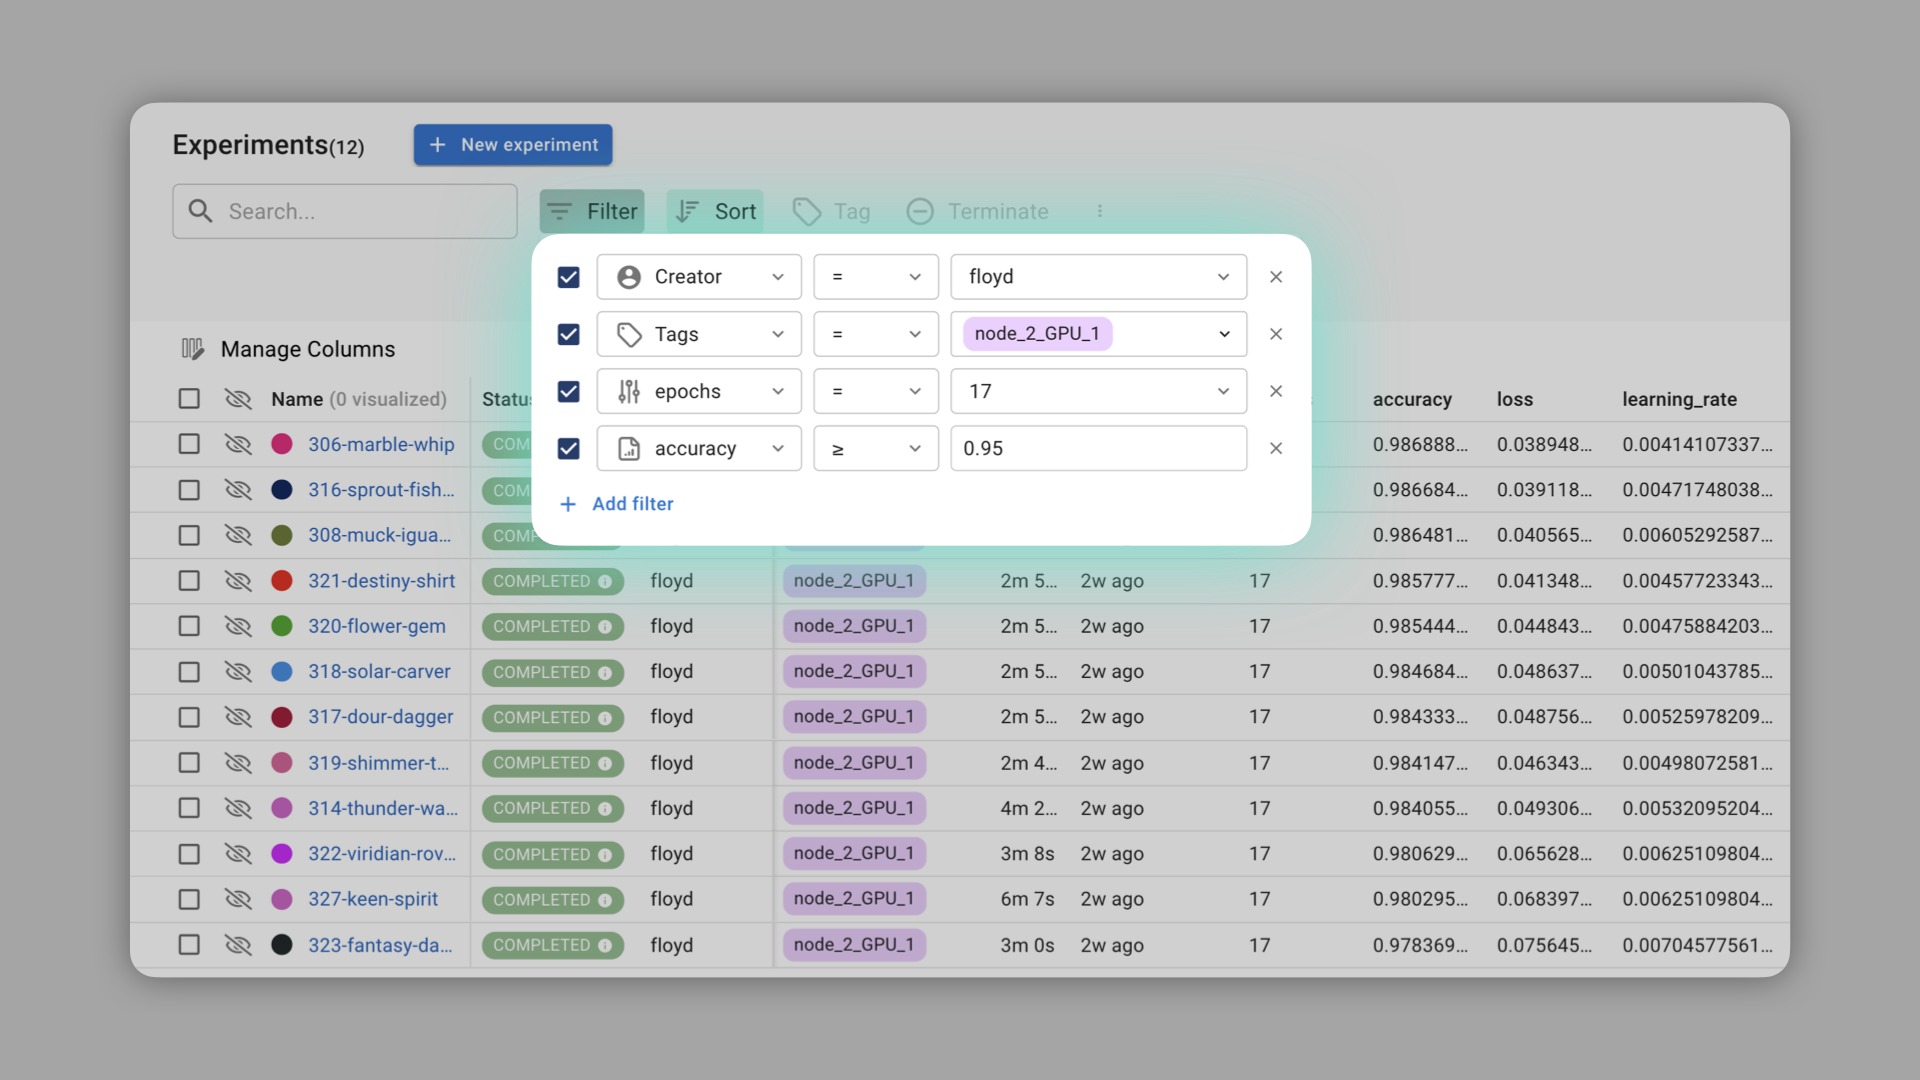 Experiments(12)
+ New experiment
Search...
Filter
Sort
Tag
Terminate
Creator = floyd
Tags = node_2_GPU_1
epochs = 17
accuracy ≥ 0.95
+ Add filter
Manage Columns
Name (0 visualized) accuracy loss learning_rate
306-marble-whip 0.986888... 0.038948... 0.00414107337...
316-sprout-fish... 0.986684... 0.039118... 0.00471748038...
308-muck-igua... 0.986481... 0.040565... 0.00605292587...
321-destiny-shirt COMPLETED floyd node_2_GPU_1 2m 5... 2w ago 17 0.985777... 0.041348... 0.00457723343...
320-flower-gem COMPLETED floyd node_2_GPU_1 2m 5... 2w ago 17 0.985444... 0.044843... 0.00475884203...
318-solar-carver COMPLETED floyd node_2_GPU_1 2m 5... 2w ago 17 0.984684... 0.048637... 0.00501043785...
317-dour-dagger COMPLETED floyd node_2_GPU_1 2m 5... 2w ago 17 0.984333... 0.048756... 0.00525978209...
319-shimmer-t... COMPLETED floyd node_2_GPU_1 2m 4... 2w ago 17 0.984147... 0.046343... 0.00498072581...
314-thunder-wa... COMPLETED floyd node_2_GPU_1 4m 2... 2w ago 17 0.984055... 0.049306... 0.00532095204...
322-viridian-rov... COMPLETED floyd node_2_GPU_1 3m 8s 2w ago 17 0.980629... 0.065628... 0.00625109804...
327-keen-spirit COMPLETED floyd node_2_GPU_1 6m 7s 2w ago 17 0.980295... 0.068397... 0.00625109804...
323-fantasy-da... COMPLETED floyd node_2_GPU_1 3m 0s 2w ago 17 0.978369... 0.075645... 0.00704577561...